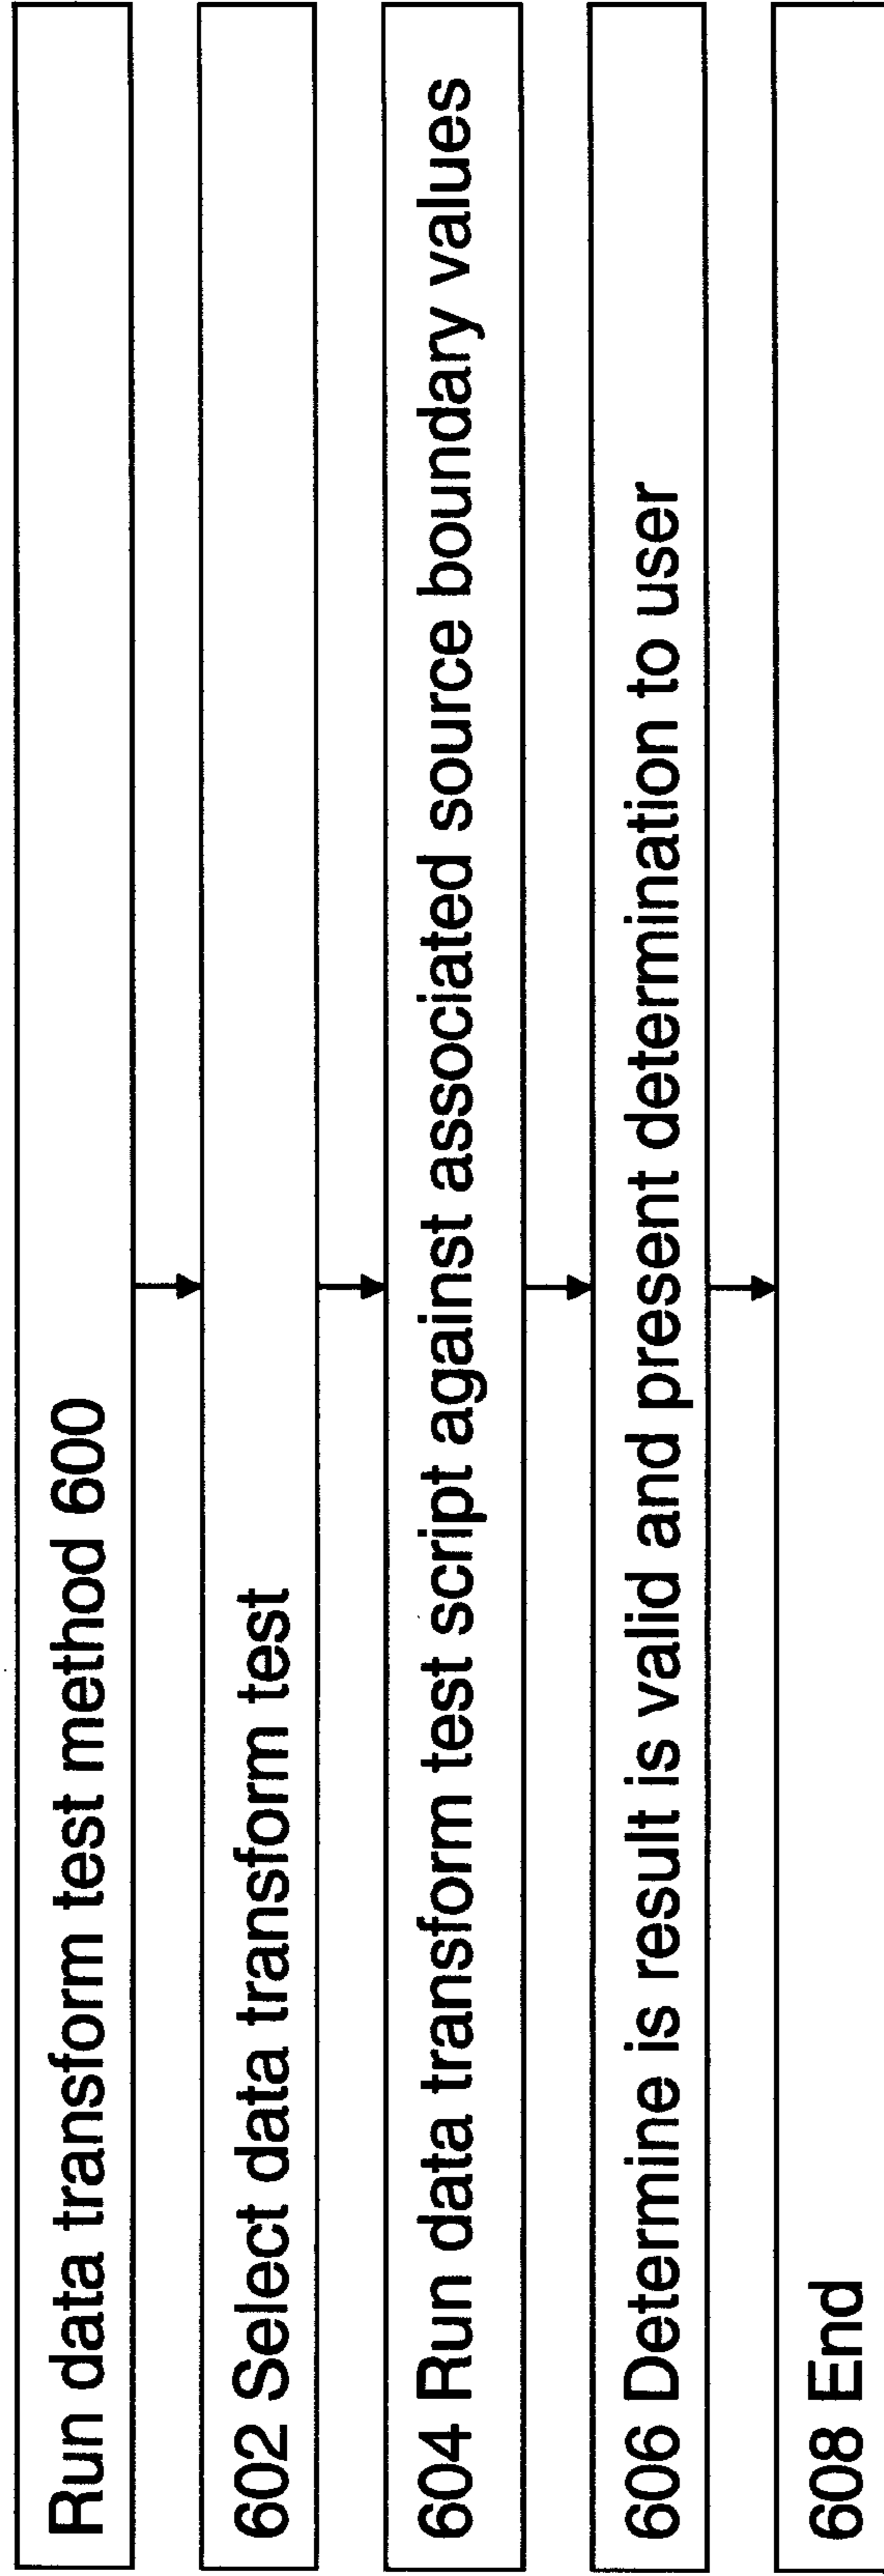 Run data transform test method 600
602 Select data transform test
604 Run data transform test script against associated source boundary values
606 Determine is result is valid and present determination to user
608 End